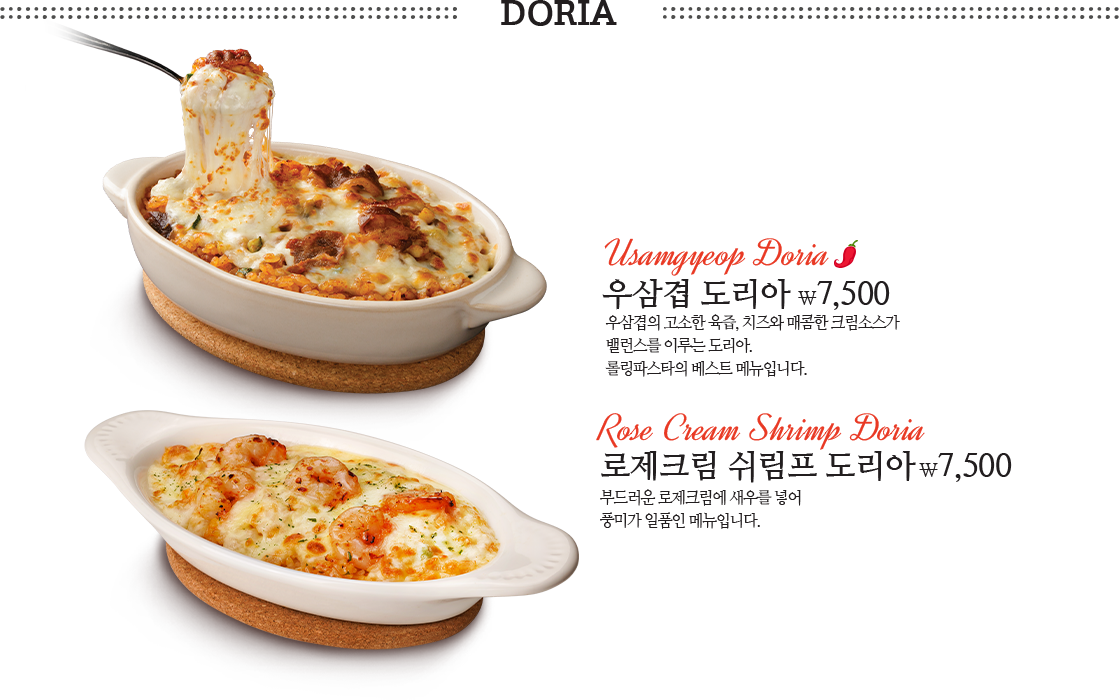 DORIA
Usamgyeop Doria
우삼겹 도리아 ₩7,500
우삼겹의 고소한 육즙, 치즈와 매콤한 크림소스가
밸런스를 이루는 도리아.
롤링파스타의 베스트 메뉴입니다.
Rose Cream Shrimp Doria
로제크림 쉬림프 도리아 ₩7,500
부드러운 로제크림에 새우를 넣어
풍미가 일품인 메뉴입니다.